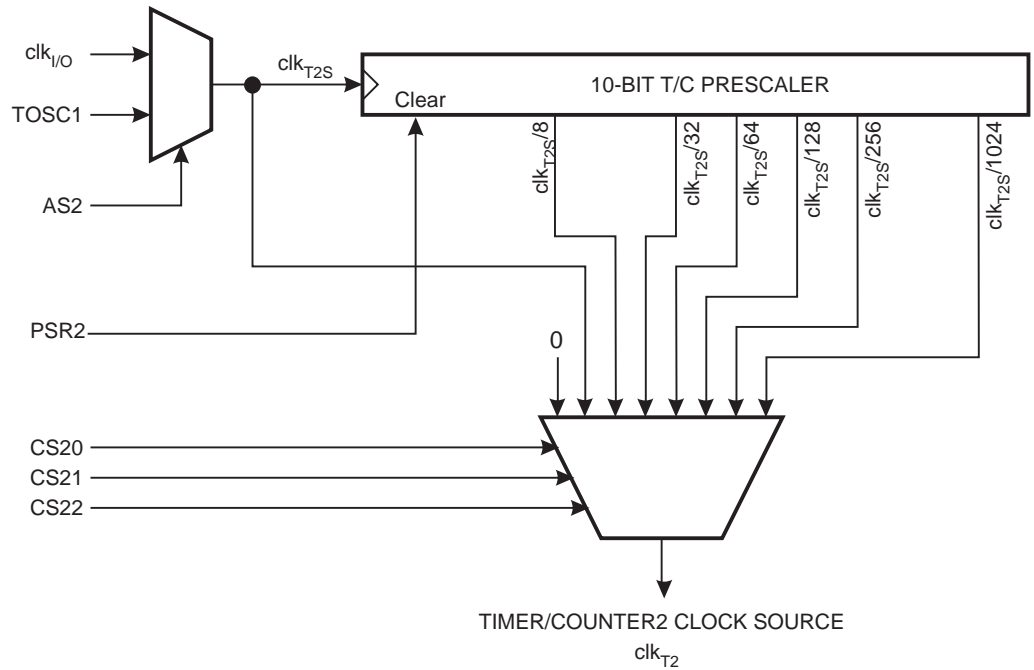 clkI/O
clkT2S
TOSC1
10-BIT T/C PRESCALER
Clear
clkT2S/8
clkT2S/32
clkT2S/64
clkT2S/128
clkT2S/256
clkT2S/1024
AS2
PSR2
0
CS20
CS21
CS22
TIMER/COUNTER2 CLOCK SOURCE
clkT2